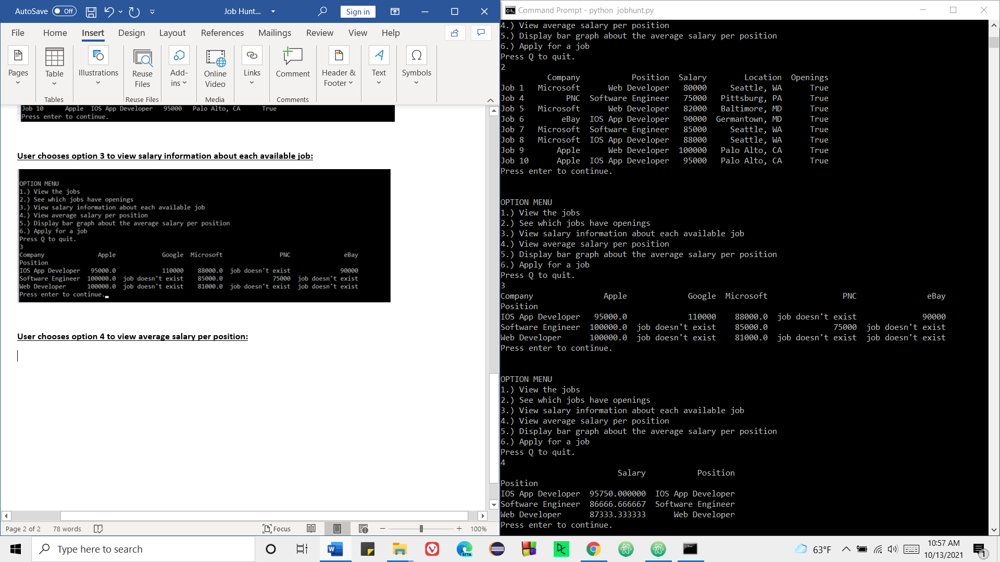 AutoSave Off Job Hunt... Sign in
File Home Insert Design Layout References Mailings Review View Help
Pages Table Illustrations Reuse Files Add-ins Online Video Links Comment Header & Footer Text Symbols
Tables Reuse Files Media Comments
Job 10 Apple IOS App Developer 95000 Palo Alto, CA True
Press enter to continue.
User chooses option 3 to view salary information about each available job:
OPTION MENU
1.) View the jobs
2.) See which jobs have openings
3.) View salary information about each available job
4.) View average salary per position
5.) Display bar graph about the average salary per position
6.) Apply for a job
Press Q to quit.
3
Company Apple Google Microsoft PNC eBay
Position
IOS App Developer 95000.0 110000 88000.0 job doesn't exist 90000
Software Engineer 100000.0 job doesn't exist 85000.0 75000 job doesn't exist
Web Developer 100000.0 job doesn't exist 81000.0 job doesn't exist job doesn't exist
Press enter to continue.
User chooses option 4 to view average salary per position:
Page 2 of 2 78 words Focus 100%
Command Prompt - python jobhunt.py
4.) View average salary per position
5.) Display bar graph about the average salary per position
6.) Apply for a job
Press Q to quit.
2
Company Position Salary Location Openings
Job 1 Microsoft Web Developer 80000 Seattle, WA True
Job 4 PNC Software Engineer 75000 Pittsburg, PA True
Job 5 Microsoft Web Developer 82000 Baltimore, MD True
Job 6 eBay IOS App Developer 90000 Germantown, MD True
Job 7 Microsoft Software Engineer 85000 Seattle, WA True
Job 8 Microsoft IOS App Developer 88000 Seattle, WA True
Job 9 Apple Web Developer 100000 Palo Alto, CA True
Job 10 Apple IOS App Developer 95000 Palo Alto, CA True
Press enter to continue.
OPTION MENU
1.) View the jobs
2.) See which jobs have openings
3.) View salary information about each available job
4.) View average salary per position
5.) Display bar graph about the average salary per position
6.) Apply for a job
Press Q to quit.
3
Company Apple Google Microsoft PNC eBay
Position
IOS App Developer 95000.0 110000 88000.0 job doesn't exist 90000
Software Engineer 100000.0 job doesn't exist 85000.0 75000 job doesn't exist
Web Developer 100000.0 job doesn't exist 81000.0 job doesn't exist job doesn't exist
Press enter to continue.
OPTION MENU
1.) View the jobs
2.) See which jobs have openings
3.) View salary information about each available job
4.) View average salary per position
5.) Display bar graph about the average salary per position
6.) Apply for a job
Press Q to quit.
4
Salary Position
Position
IOS App Developer 95750.000000 IOS App Developer
Software Engineer 86666.666667 Software Engineer
Web Developer 87333.333333 Web Developer
Press enter to continue.
Type here to search BETA 63°F 10:57 AM
10/13/2021 1